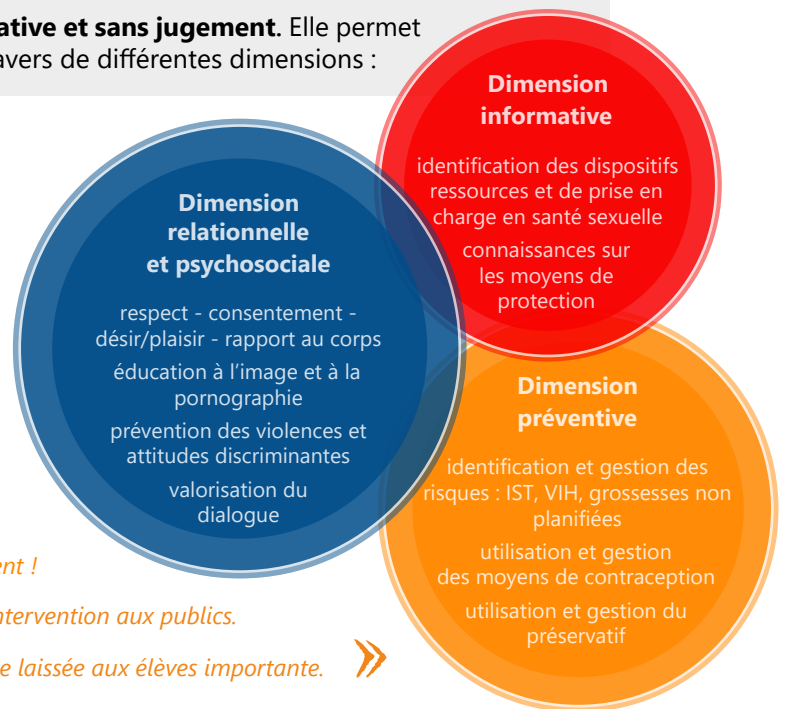 ative et sans jugement. Elle permet
avers de différentes dimensions :
Dimension
informative
identification des dispositifs
ressources et de prise en
charge en santé sexuelle
connaissances sur
les moyens de
protection
Dimension
relationnelle
et psychosociale
respect - consentement -
désir/plaisir - rapport au corps
éducation à l'image et à la
pornographie
prévention des violences et
attitudes discriminantes
valorisation du
dialogue
Dimension
préventive
identification et gestion des
risques : IST, VIH, grossesses non
planifiées
utilisation et gestion
des moyens de contraception
utilisation et gestion du
préservatif
ent !
ntervention aux publics.
e laissée aux élèves importante. »